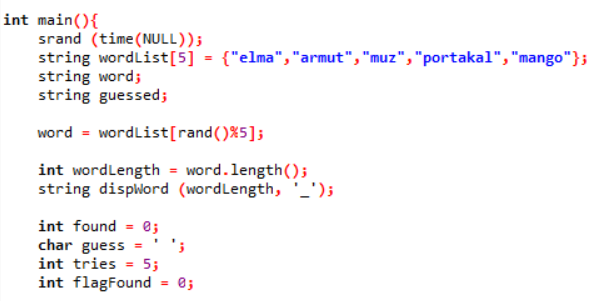 int main(){
srand (time(NULL));
string wordList[5] = {"elma","armut","muz","portakal","mango"};
string word;
string guessed;
word = wordList[rand()%5];
int wordLength = word.length();
string dispWord (wordLength, '_');
int found = 0;
char guess = ' ';
int tries = 5;
int flagFound = 0;